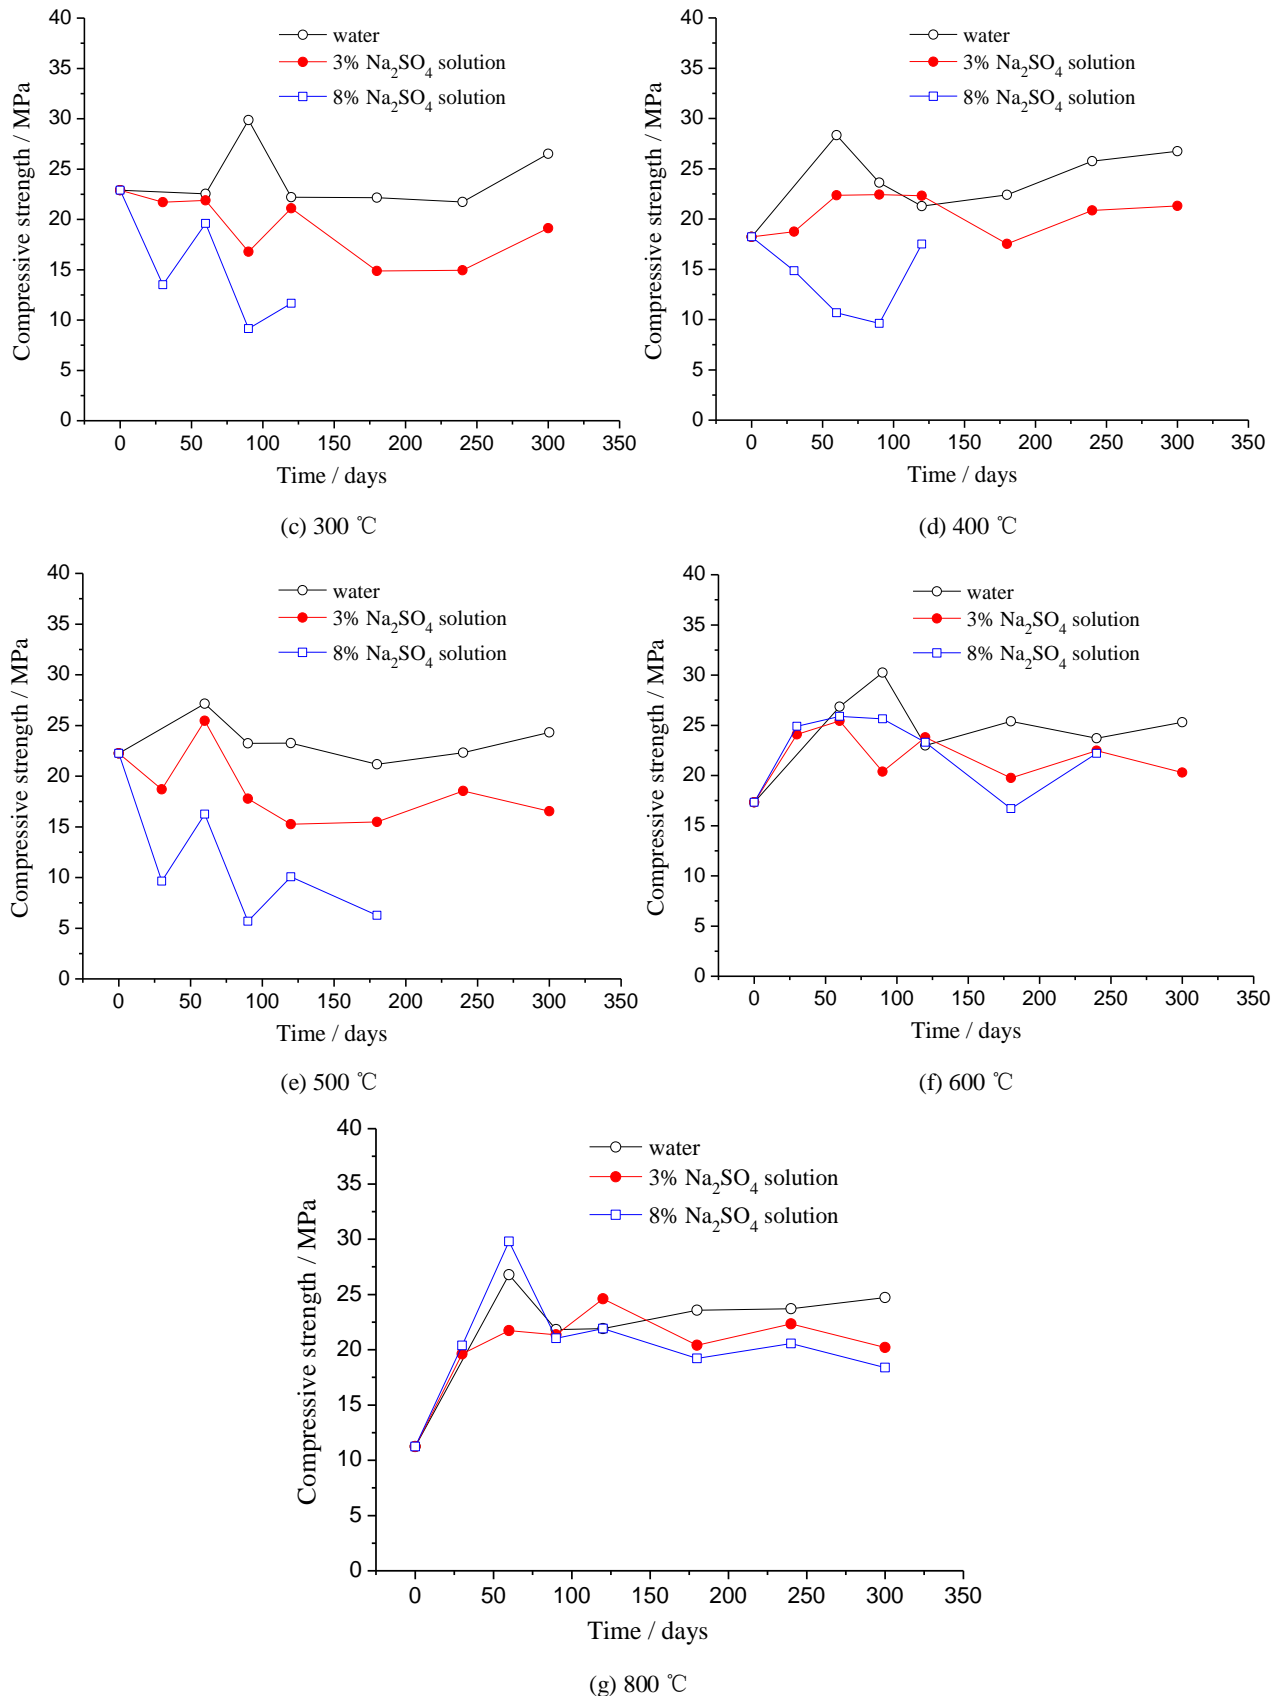 40
35
30
25
20
15
10
5
0
Compressive strength / MPa
water
3% Na2SO4 solution
8% Na2SO4 solution
0 50 100 150 200 250 300 350
Time / days
(c) 300 ℃
40
35
30
25
20
15
10
5
0
Compressive strength / MPa
water
3% Na2SO4 solution
8% Na2SO4 solution
0 50 100 150 200 250 300 350
Time / days
(d) 400 ℃
40
35
30
25
20
15
10
5
0
Compressive strength / MPa
water
3% Na2SO4 solution
8% Na2SO4 solution
0 50 100 150 200 250 300 350
Time / days
(e) 500 ℃
40
35
30
25
20
15
10
5
0
Compressive strength / MPa
water
3% Na2SO4 solution
8% Na2SO4 solution
0 50 100 150 200 250 300 350
Time / days
(f) 600 ℃
40
35
30
25
20
15
10
5
0
Compressive strength / MPa
water
3% Na2SO4 solution
8% Na2SO4 solution
0 50 100 150 200 250 300 350
Time / days
(g) 800 ℃